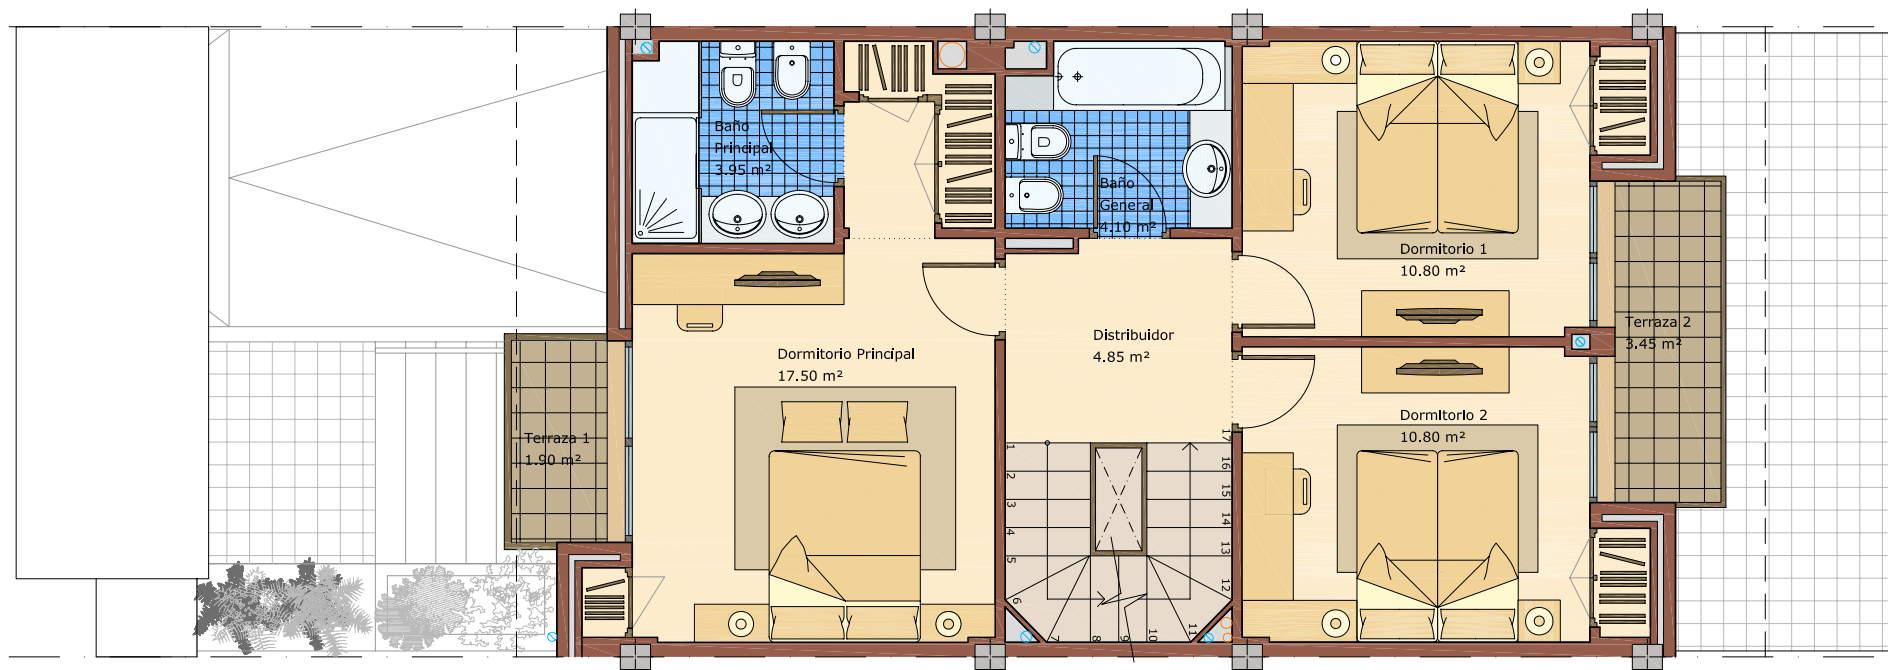 Baño
Principal
3.95 m²
Baño
General
4.10 m²
Dormitorio 1
10.80 m²
Distribuidor
4.85 m²
Terraza 2
3.45 m²
Dormitorio Principal
17.50 m²
Terraza 1
1.90 m²
Dormitorio 2
10.80 m²
1
2
3
4
5
6
7
8
9
10
11
12
13
14
15
16
17